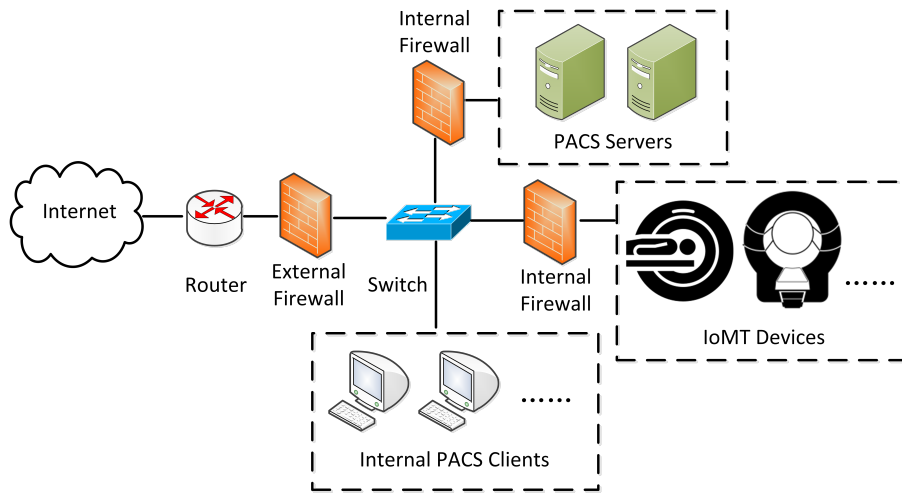 Internal
Firewall
PACS Servers
Internet
Router
External
Firewall
Switch
Internal
Firewall
......
IoMT Devices
......
Internal PACS Clients